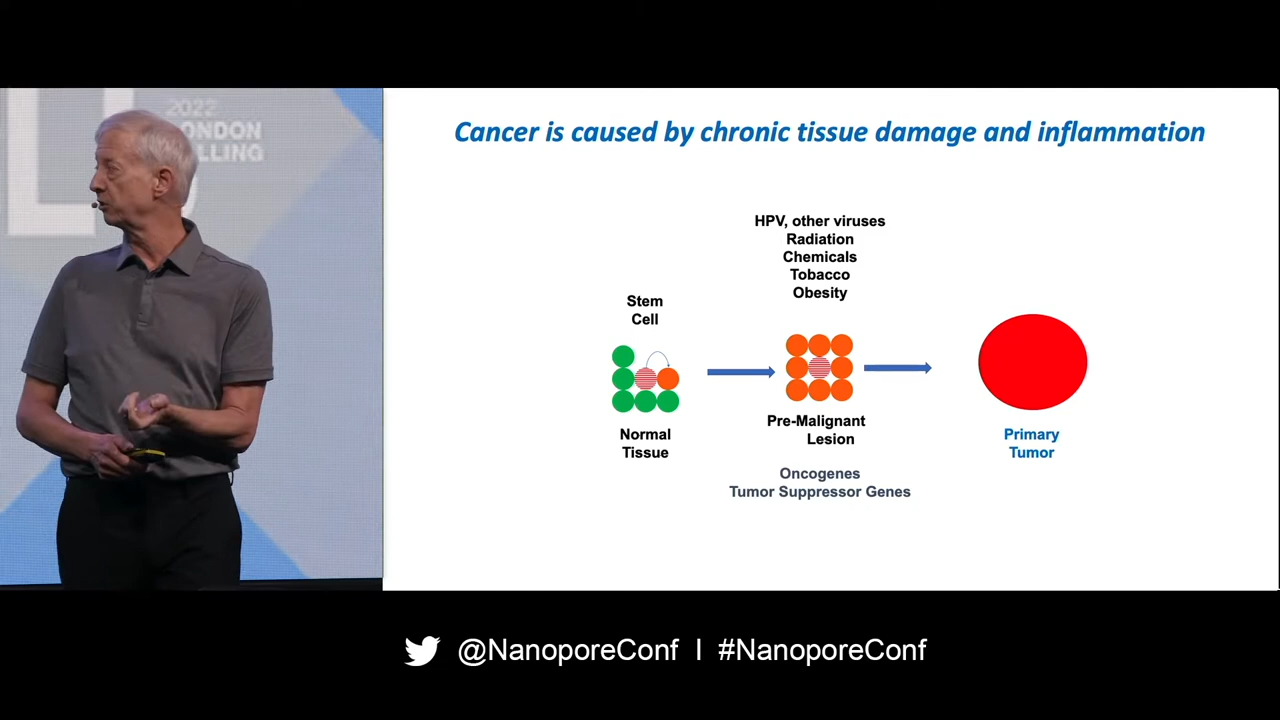 2022
LONDON
CALLING
Cancer is caused by chronic tissue damage and inflammation
HPV, other viruses
Radiation
Chemicals
Tobacco
Obesity
Stem
Cell
Normal
Tissue
Pre-Malignant
Lesion
Oncogenes
Tumor Suppressor Genes
Primary
Tumor
@NanoporeConf I #NanoporeConf